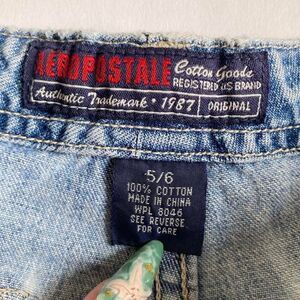 AEROPOSTALE Cotton Goods
REGISTERED US BRAND
Authentic Trademark • 1987 ORIGINAL
5/6
100% COTTON
MADE IN CHINA
WPL 8046
SEE REVERSE
FOR CARE